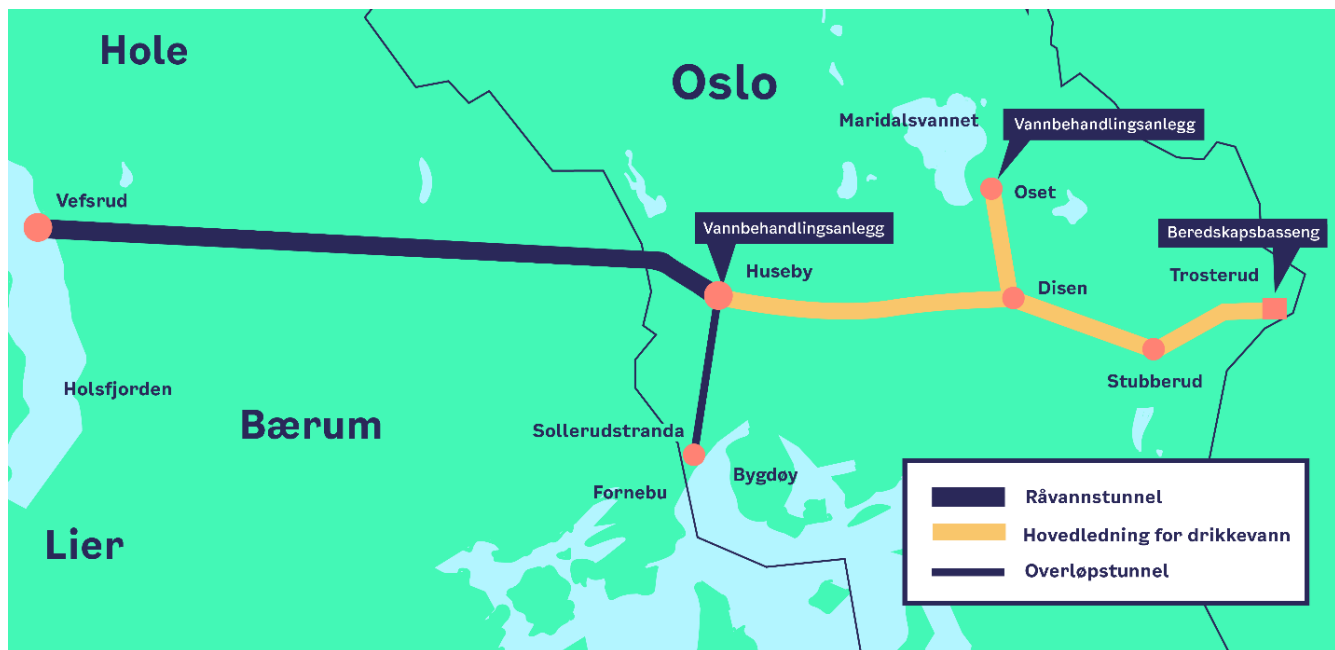 Hole
Oslo
Maridalsvannet
Vannbehandlingsanlegg
Vefsrud
Oset
Vannbehandlingsanlegg
Beredskapsbasseng
Huseby
Trosterud
Disen
Holsfjorden
Stubberud
Bærum
Sollerudstranda
Bygdøy
Fornebu
Lier
Råvannstunnel
Hovedledning for drikkevann
Overløpstunnel